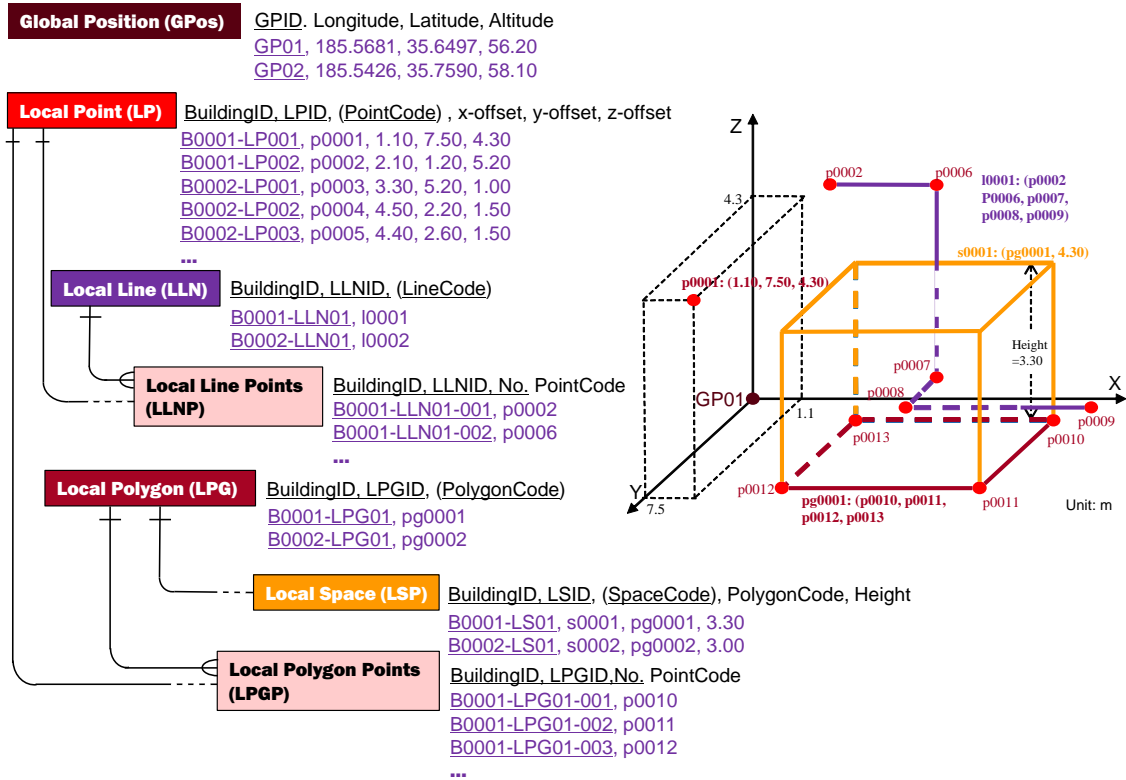 Global Position (GPos)
GPID. Longitude, Latitude, Altitude
GP01, 185.5681, 35.6497, 56.20
GP02, 185.5426, 35.7590, 58.10
Local Point (LP)
BuildingID, LPID, (PointCode) , x-offset, y-offset, z-offset
B0001-LP001, p0001, 1.10, 7.50, 4.30
B0001-LP002, p0002, 2.10, 1.20, 5.20
B0002-LP001, p0003, 3.30, 5.20, 1.00
B0002-LP002, p0004, 4.50, 2.20, 1.50
B0002-LP003, p0005, 4.40, 2.60, 1.50
...
Local Line (LLN)
BuildingID, LLNID, (LineCode)
B0001-LLN01, l0001
B0002-LLN01, l0002
Local Line Points
(LLNP)
BuildingID, LLNID, No. PointCode
B0001-LLN01-001, p0002
B0001-LLN01-002, p0006
...
Local Polygon (LPG)
BuildingID, LPGID, (PolygonCode)
B0001-LPG01, pg0001
B0002-LPG01, pg0002
Local Space (LSP)
BuildingID, LSID, (SpaceCode), PolygonCode, Height
B0001-LS01, s0001, pg0001, 3.30
B0002-LS01, s0002, pg0002, 3.00
Local Polygon Points
(LPGP)
BuildingID, LPGID,No. PointCode
B0001-LPG01-001, p0010
B0001-LPG01-002, p0011
B0001-LPG01-003, p0012
...
Z
p0002
p0006
l0001: (p0002
P0006, p0007,
p0008, p0009)
4.3
s0001: (pg0001, 4.30)
p0001: (1.10, 7.50, 4.30)
Height
=3.30
p0007
p0008
X
GP01
1.1
p0009
p0013
p0010
p0012
Y
7.5
pg0001: (p0010, p0011,
p0012, p0013
p0011
Unit: m